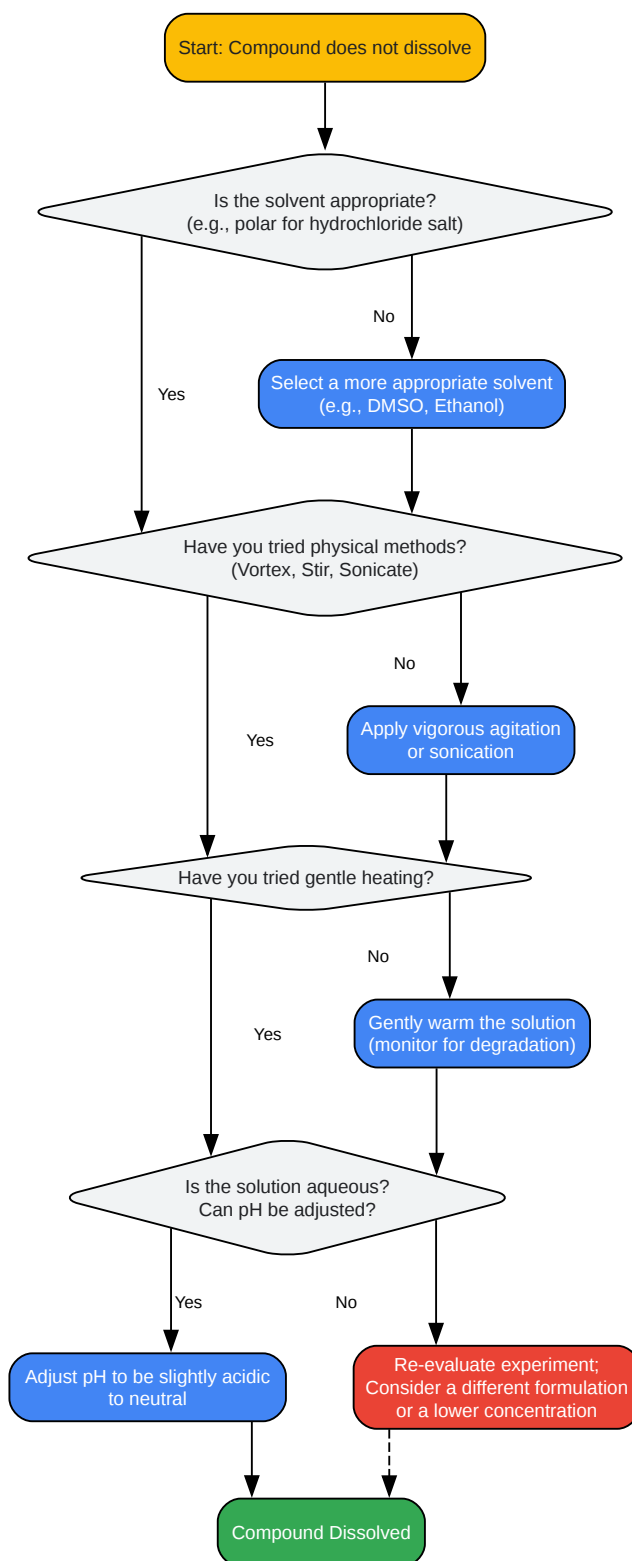 Start: Compound does not dissolve
Is the solvent appropriate?
(e.g., polar for hydrochloride salt)
No
Yes
Select a more appropriate solvent
(e.g., DMSO, Ethanol)
Have you tried physical methods?
(Vortex, Stir, Sonicate)
No
Yes
Apply vigorous agitation
or sonication
Have you tried gentle heating?
No
Yes
Gently warm the solution
(monitor for degradation)
Is the solution aqueous?
Can pH be adjusted?
Yes
No
Adjust pH to be slightly acidic
to neutral
Re-evaluate experiment;
Consider a different formulation
or a lower concentration
Compound Dissolved